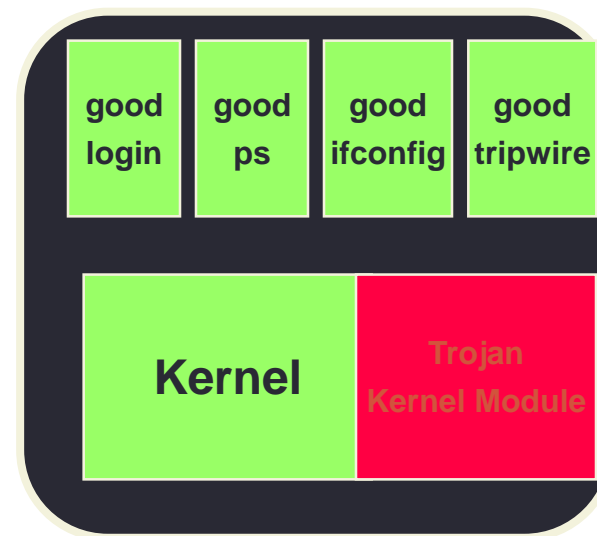 good
login
good
ps
good
ifconfig
good
tripwire
Kernel
Trojan
Kernel Module